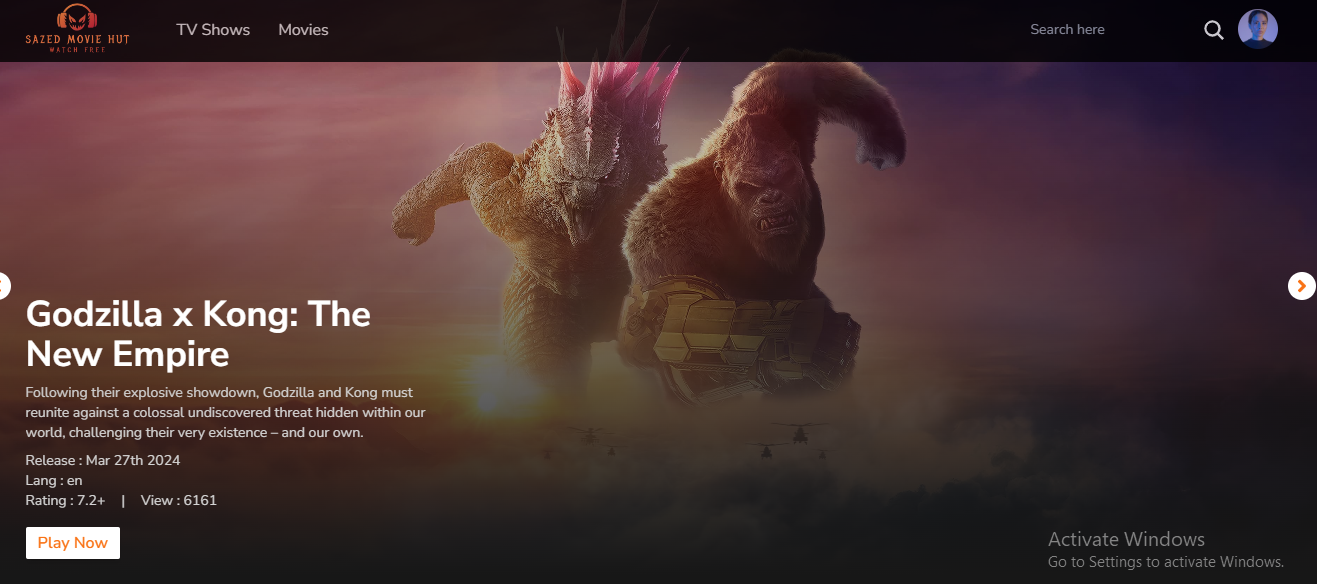 SAZED MOVIE HUT
WATCH FREE
TV Shows
Movies
Search here
Godzilla x Kong: The
New Empire
Following their explosive showdown, Godzilla and Kong must
reunite against a colossal undiscovered threat hidden within our
world, challenging their very existence – and our own.
Release : Mar 27th 2024
Lang : en
Rating : 7.2+ | View : 6161
Play Now
Activate Windows
Go to Settings to activate Windows.